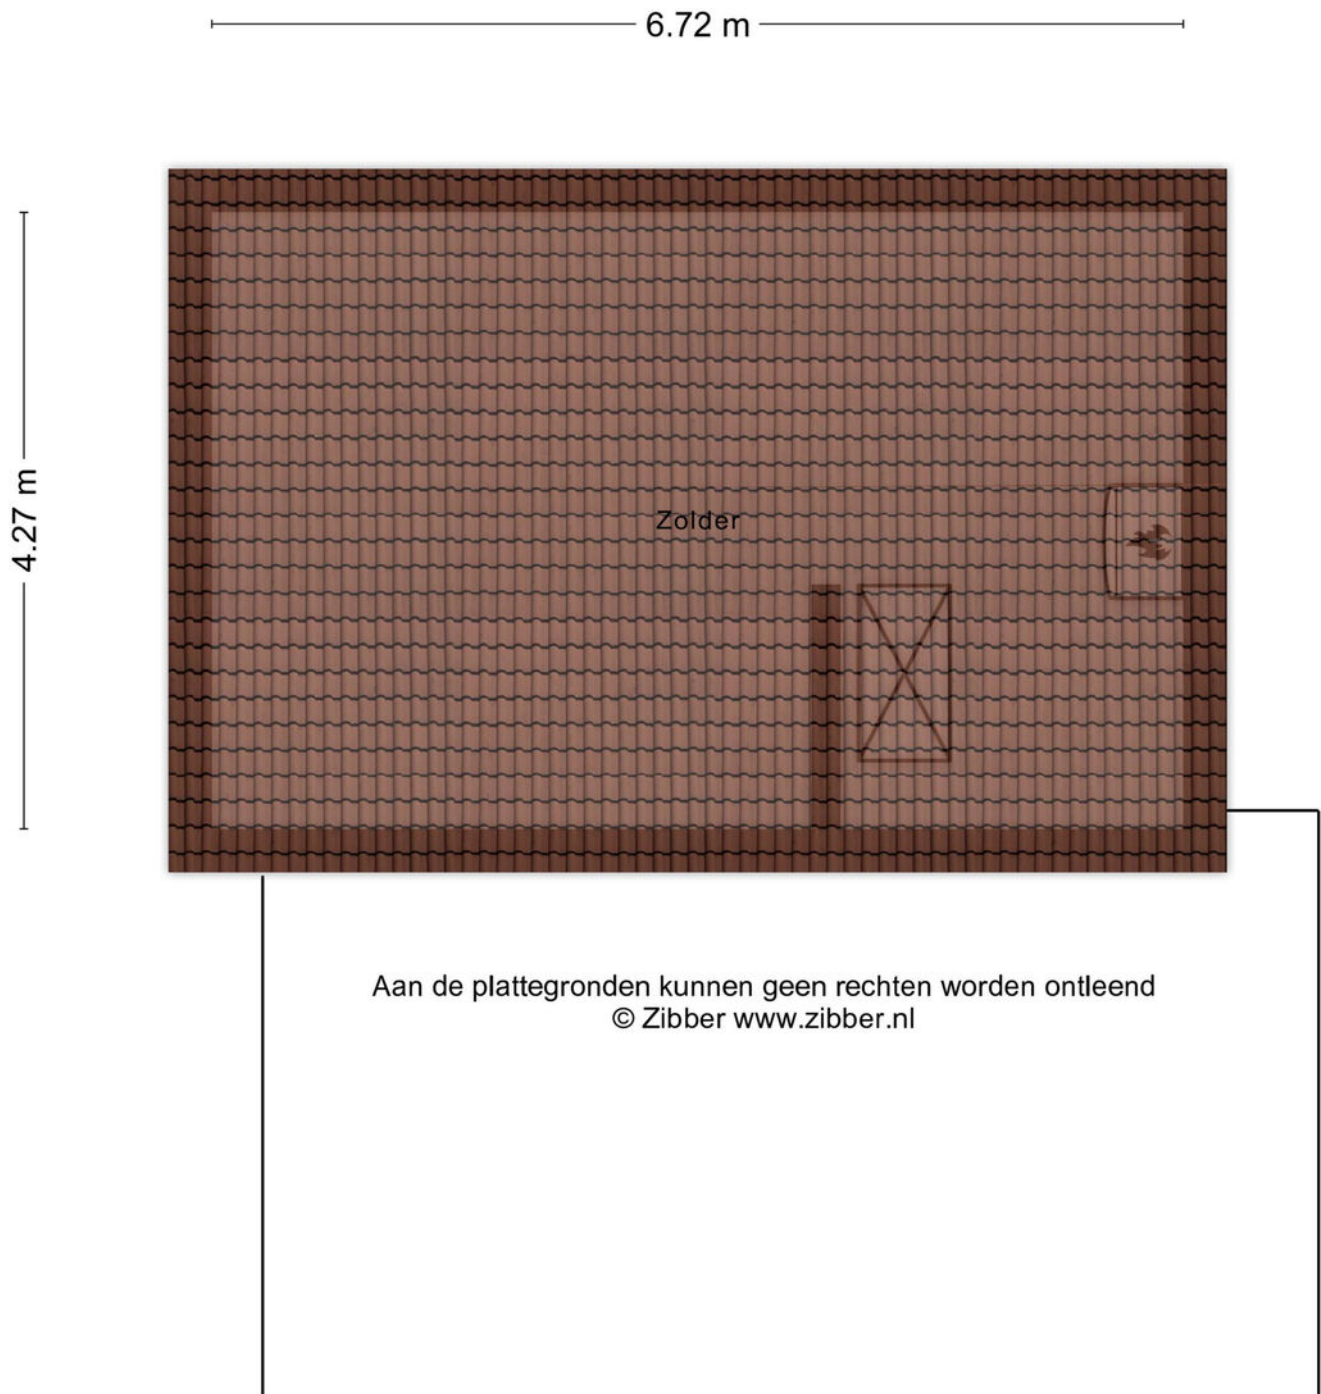 6.72 m
4.27 m
Zolder
Aan de plattegronden kunnen geen rechten worden ontleend
© Zibber www.zibber.nl